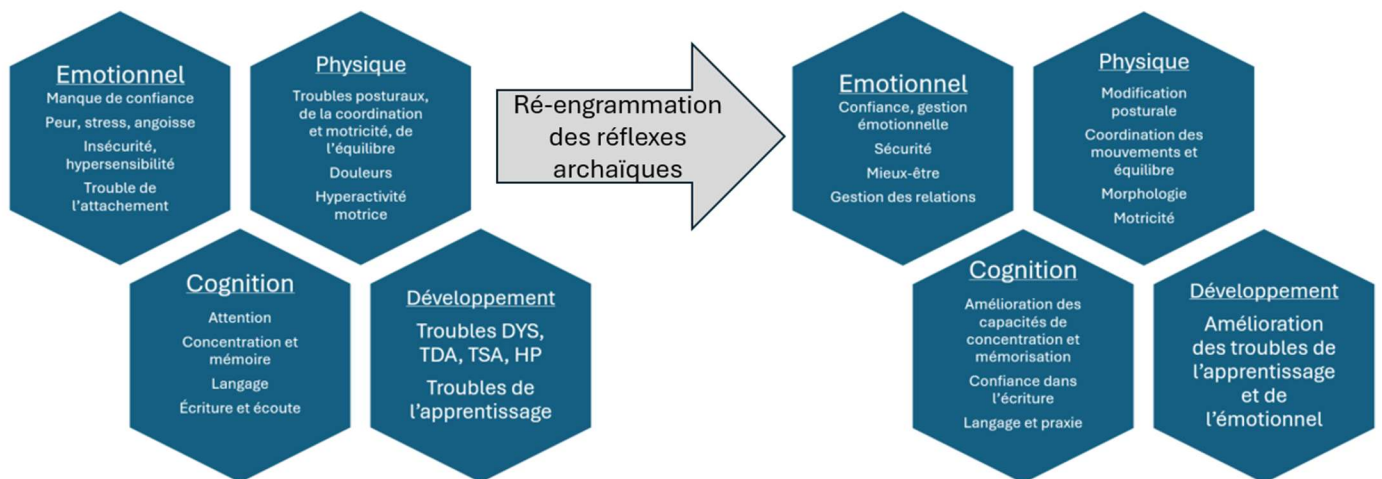 Emotionnel
Manque de confiance
Peur, stress, angoisse
Insécurité,
hypersensibilité
Trouble de
l'attachement
Physique
Troubles posturaux,
de la coordination
et motricité, de
l'équilibre
Douleurs
Hyperactivité
motrice
Cognition
Attention
Concentration et
mémoire
Langage
Écriture et écoute
Développement
Troubles DYS,
TDA, TSA, HP
Troubles de
l'apprentissage
Ré-engrammation
des réflexes
archaïques
Emotionnel
Confiance, gestion
émotionnelle
Sécurité
Mieux-être
Gestion des relations
Physique
Modification
posturale
Coordination des
mouvements et
équilibre
Morphologie
Motricité
Cognition
Amélioration des
capacités de
concentration et
mémorisation
Confiance dans
l'écriture
Langage et praxie
Développement
Amélioration
des troubles de
l'apprentissage
et de
l'émotionnel